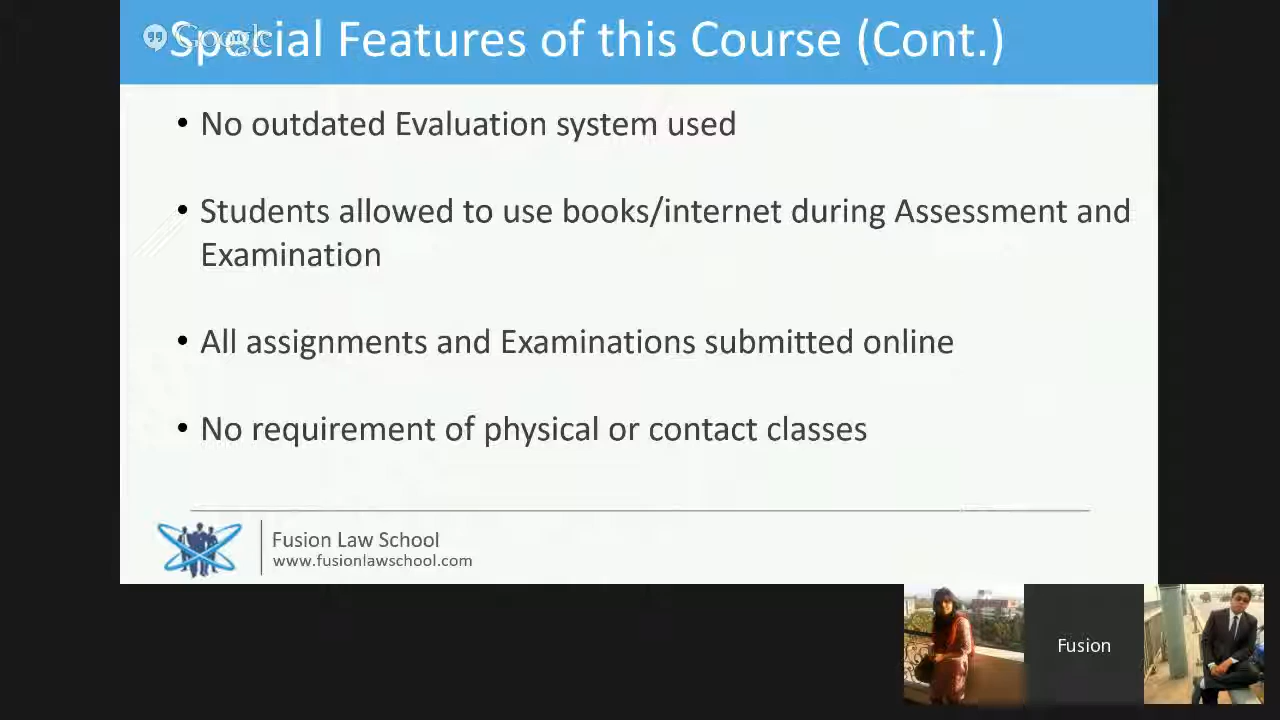 Google
Special Features of this Course (Cont.)
• No outdated Evaluation system used
• Students allowed to use books/internet during Assessment and
Examination
• All assignments and Examinations submitted online
• No requirement of physical or contact classes
Fusion Law School
www.fusionlawschool.com
Fusion